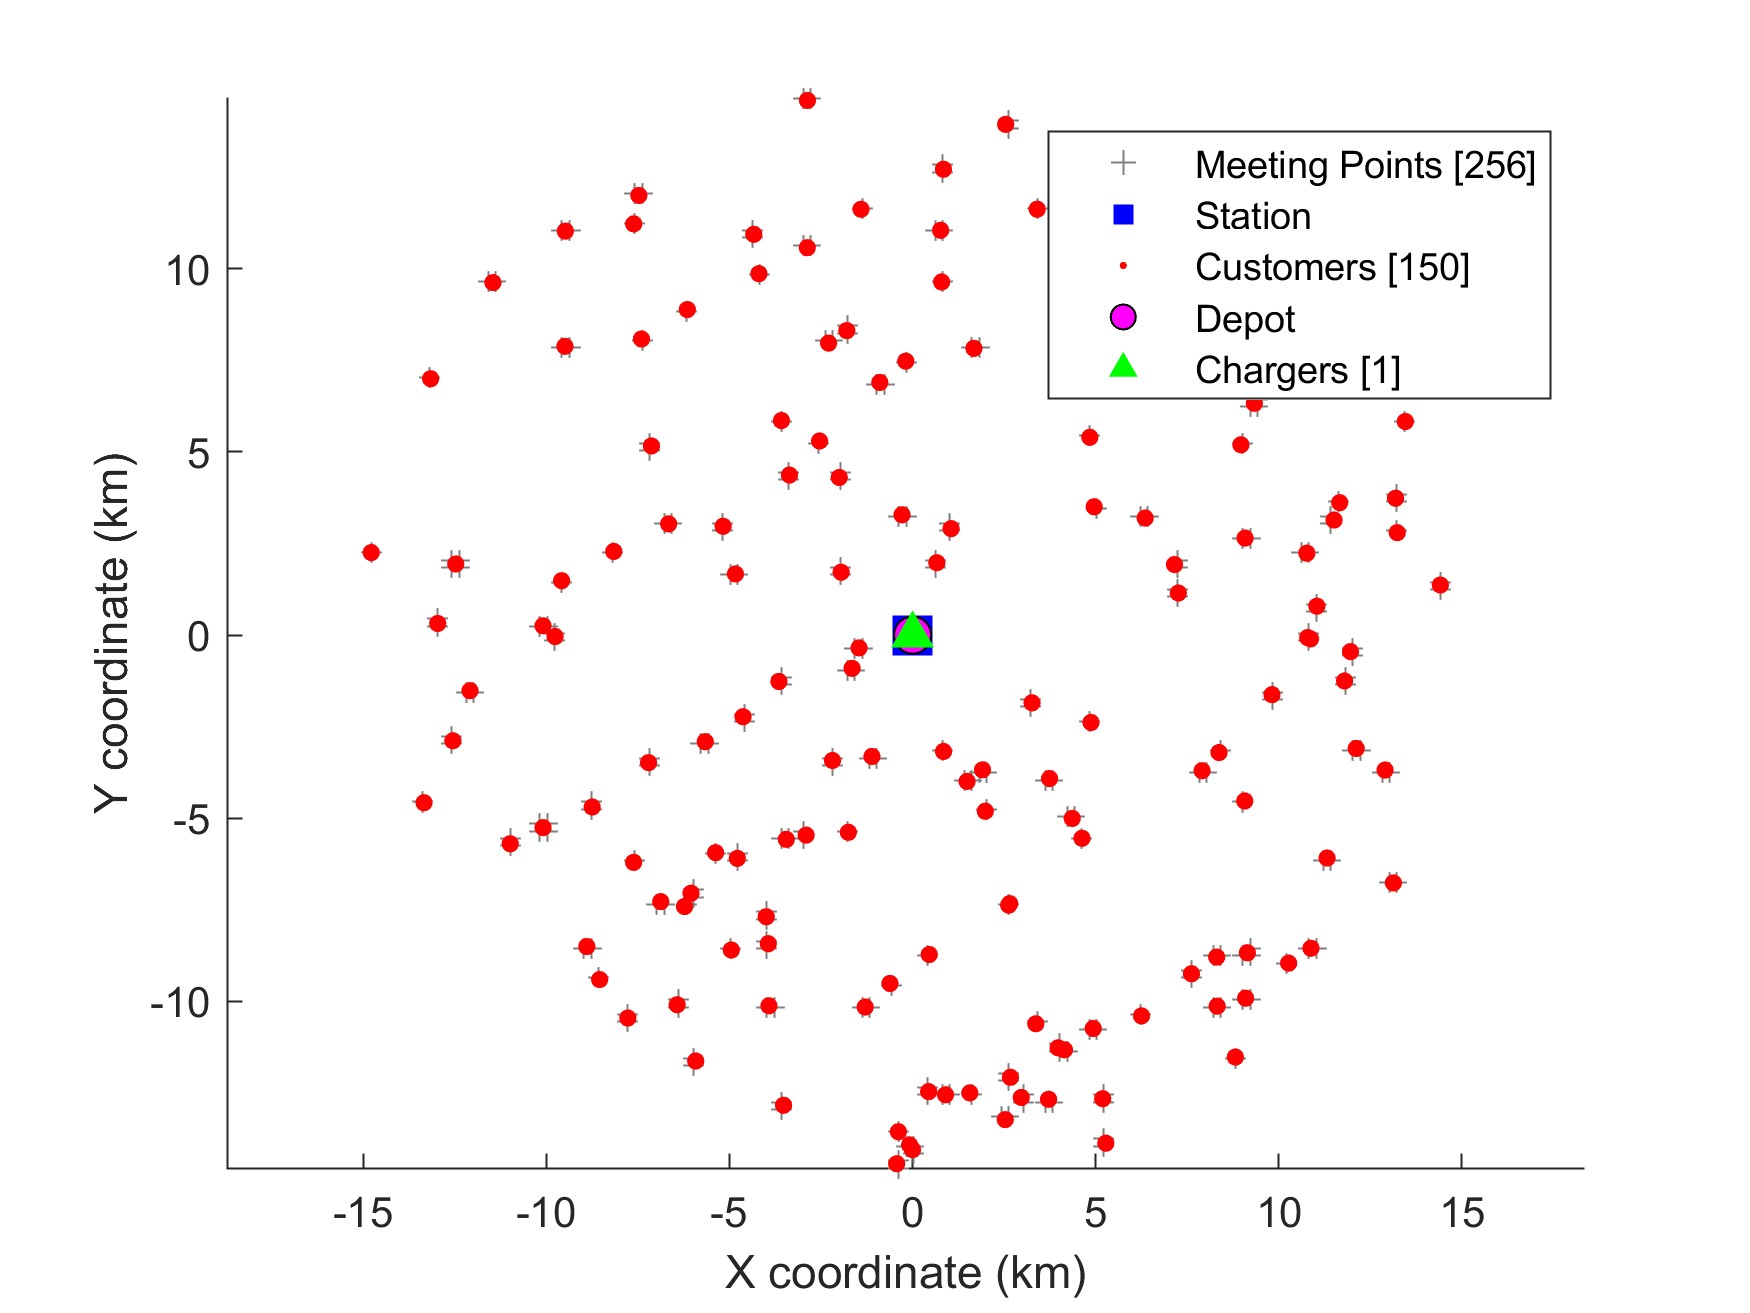 Meeting Points [256]
Station
Customers [150]
Depot
Chargers [1]
10
5
0
-5
-10
Y coordinate (km)
-15
-10
-5
0
5
10
15
X coordinate (km)